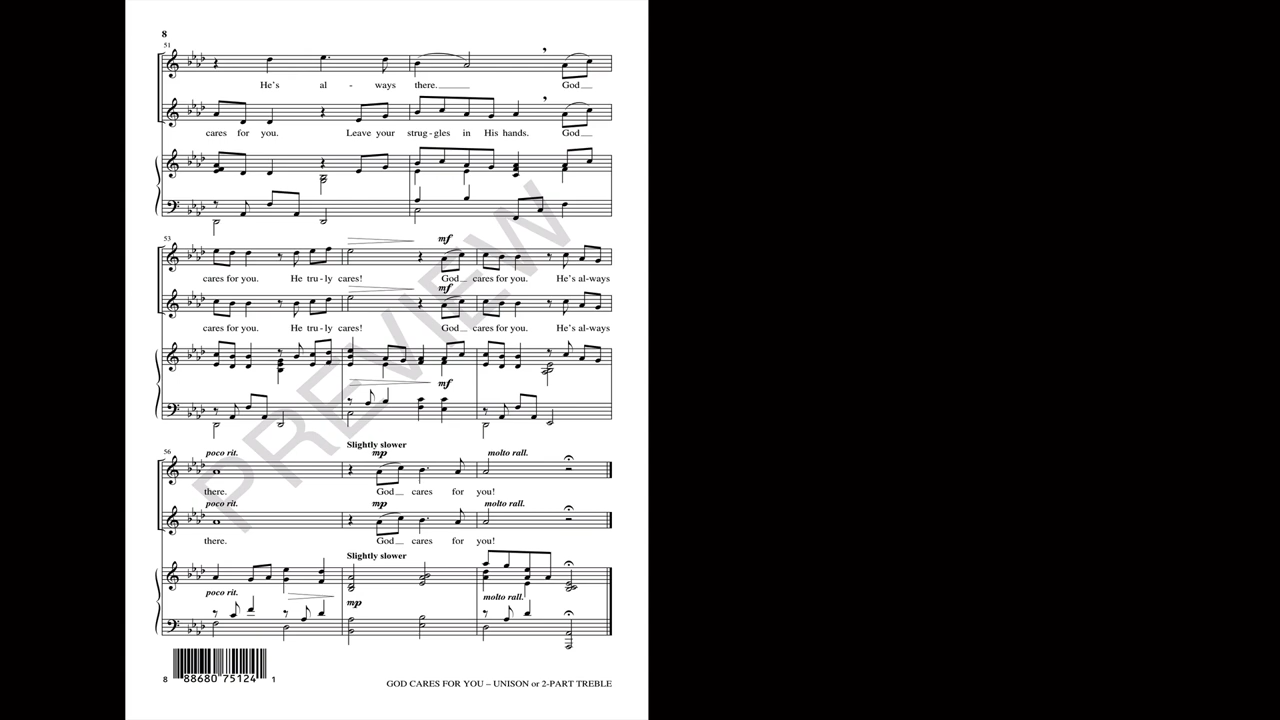 8
51
He's al - ways there. God
cares for you. Leave your strug - gles in His hands. God
53
mf
cares for you. He tru - ly cares! God cares for you. He's al - ways
mf
cares for you. He tru - ly cares! God cares for you. He's al - ways
mf
PREVIEW
56
poco rit. Slightly slower mp molto rall.
there. God cares for you!
poco rit. mp molto rall.
there. God cares for you!
Slightly slower
poco rit. mp molto rall.
8 88680 75124 1
GOD CARES FOR YOU – UNISON or 2-PART TREBLE